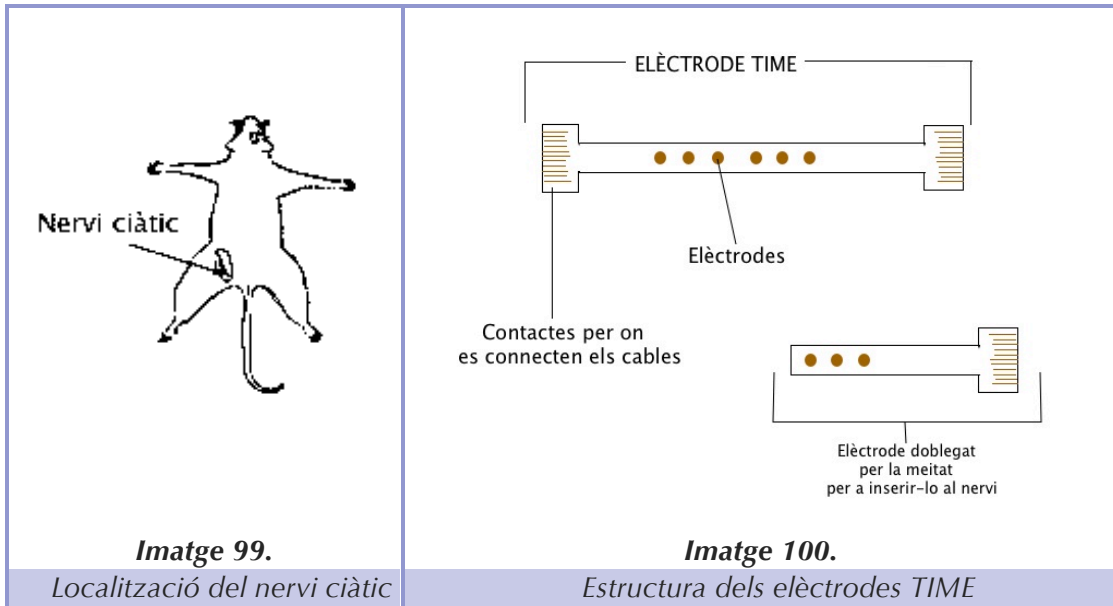 Nervi ciàtic
Imatge 99.
Localització del nervi ciàtic
ELÈCTRODE TIME
Elèctrodes
Contactes per on
es connecten els cables
Elèctrode doblegat
per la meitat
per a inserir-lo al nervi
Imatge 100.
Estructura dels elèctrodes TIME